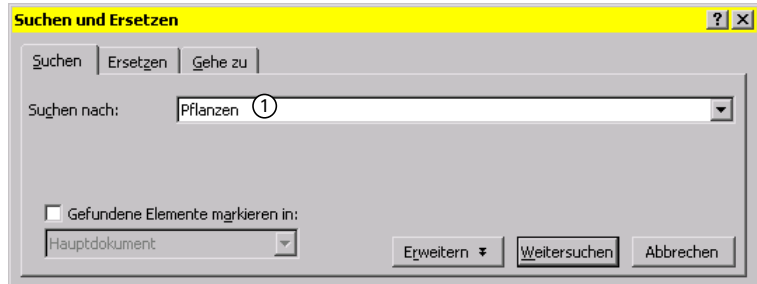 Suchen und Ersetzen ? X
Suchen Ersetzen Gehe zu
Suchen nach: Pflanzen 1
Gefundene Elemente markieren in:
Hauptdokument Erweitern Weitersuchen Abbrechen